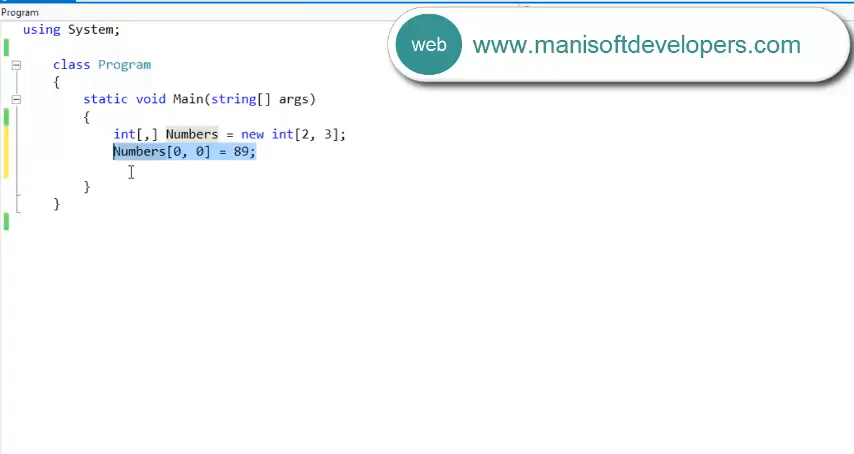 Program
using System;
web
www.manisoftdevelopers.com
class Program
{
static void Main(string[] args)
{
int[,] Numbers = new int[2, 3];
Numbers[0, 0] = 89;
}
}